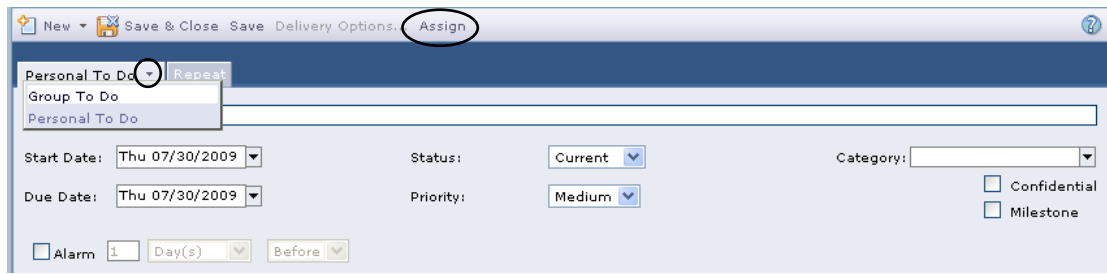 New Save & Close Save Delivery Options.. Assign
Personal To Do Repeat
Group To Do
Personal To Do
Start Date: Thu 07/30/2009 Status: Current Category:
Confidential
Due Date: Thu 07/30/2009 Priority: Medium
Milestone
Alarm 1 Day(s) Before